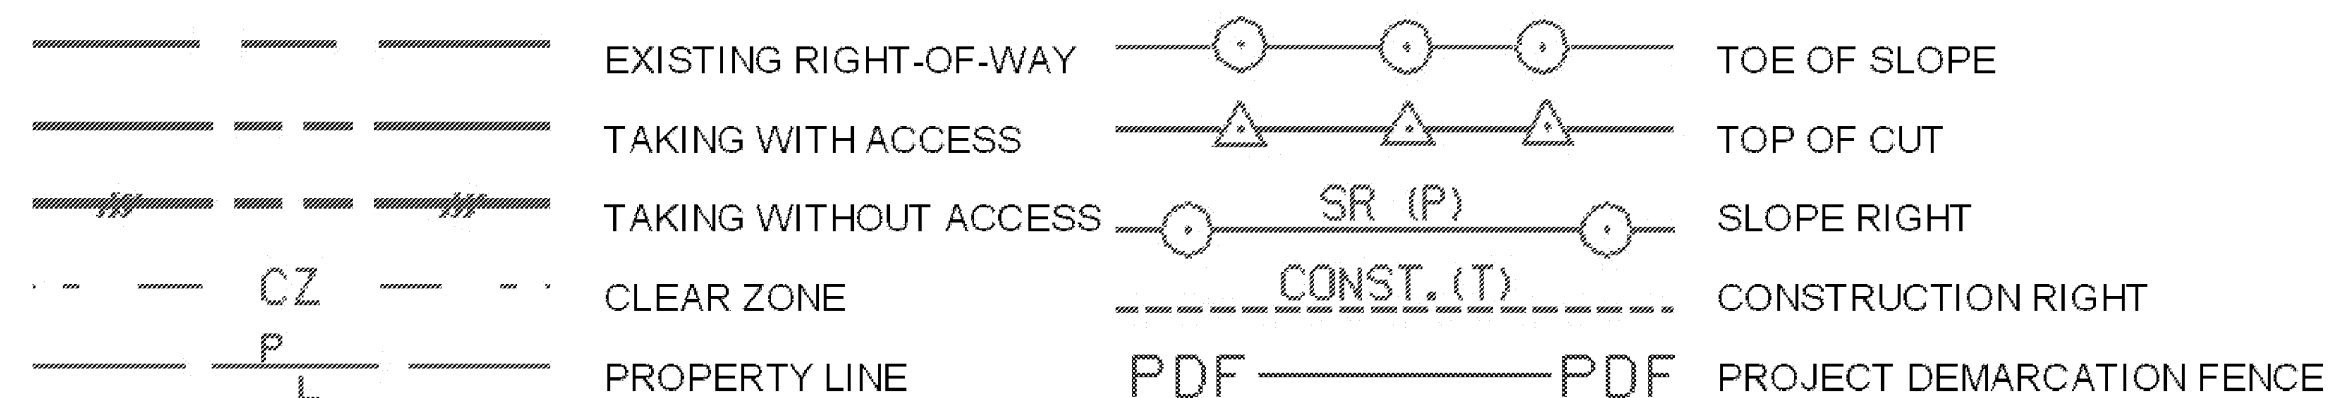 EXISTING RIGHT-OF-WAY
TOE OF SLOPE
TAKING WITH ACCESS
TOP OF CUT
TAKING WITHOUT ACCESS
SR (P)
SLOPE RIGHT
CZ
CLEAR ZONE
CONST.(T)
CONSTRUCTION RIGHT
P
L
PROPERTY LINE
PDF PDF
PROJECT DEMARCATION FENCE